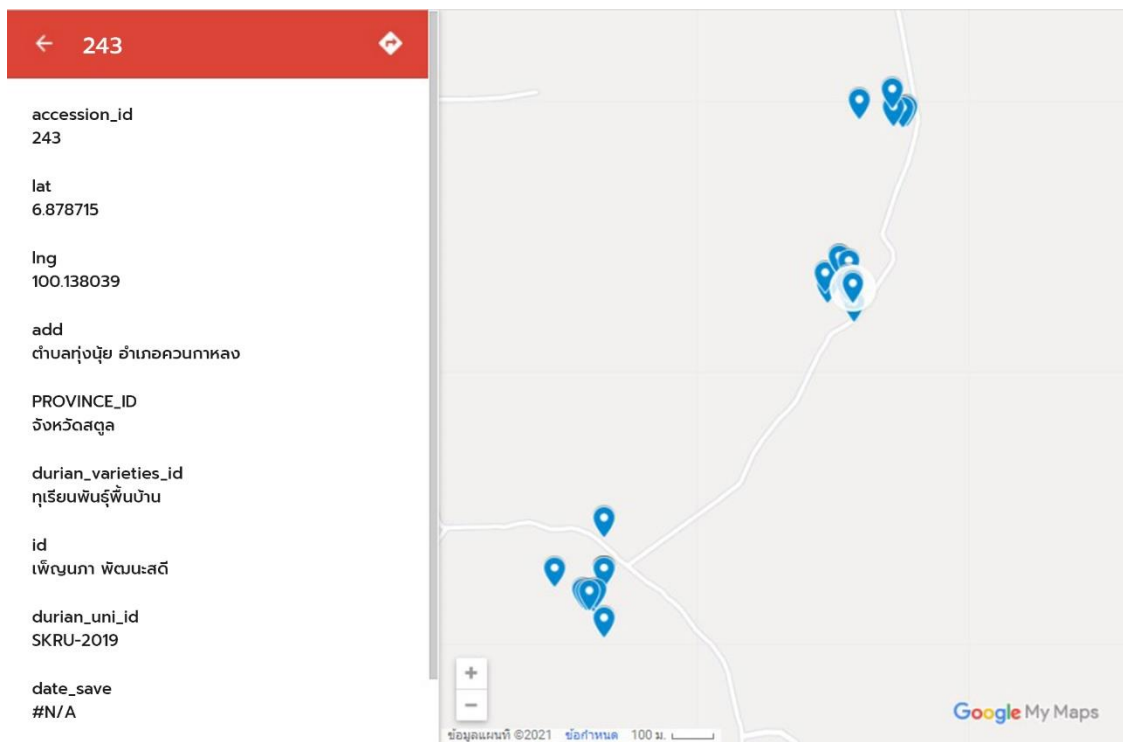 243
accession_id
243
lat
6.878715
lng
100.138039
add
ตำบลทุ่งนุ้ย อำเภอควนกาหลง
PROVINCE_ID
จังหวัดสตูล
durian_varieties_id
ทุเรียนพันธุ์พื้นบ้าน
id
เพ็ญนภา พัฒนะสดี
durian_uni_id
SKRU-2019
date_save
#N/A
+
−
Google My Maps
ข้อมูลแผนที่ ©2021 ข้อกำหนด 100 ม.